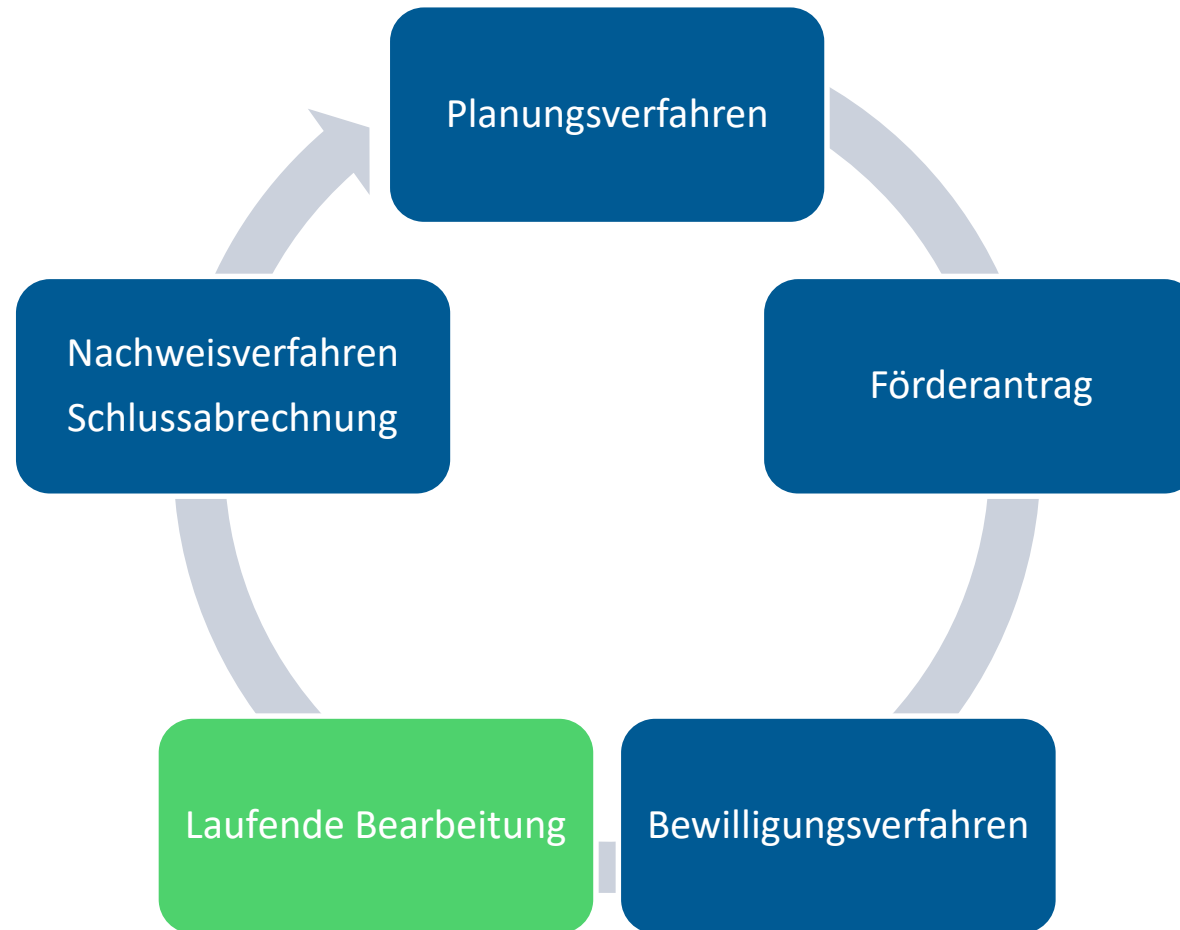 Planungsverfahren
Förderantrag
Bewilligungsverfahren
Laufende Bearbeitung
Nachweisverfahren
Schlussabrechnung